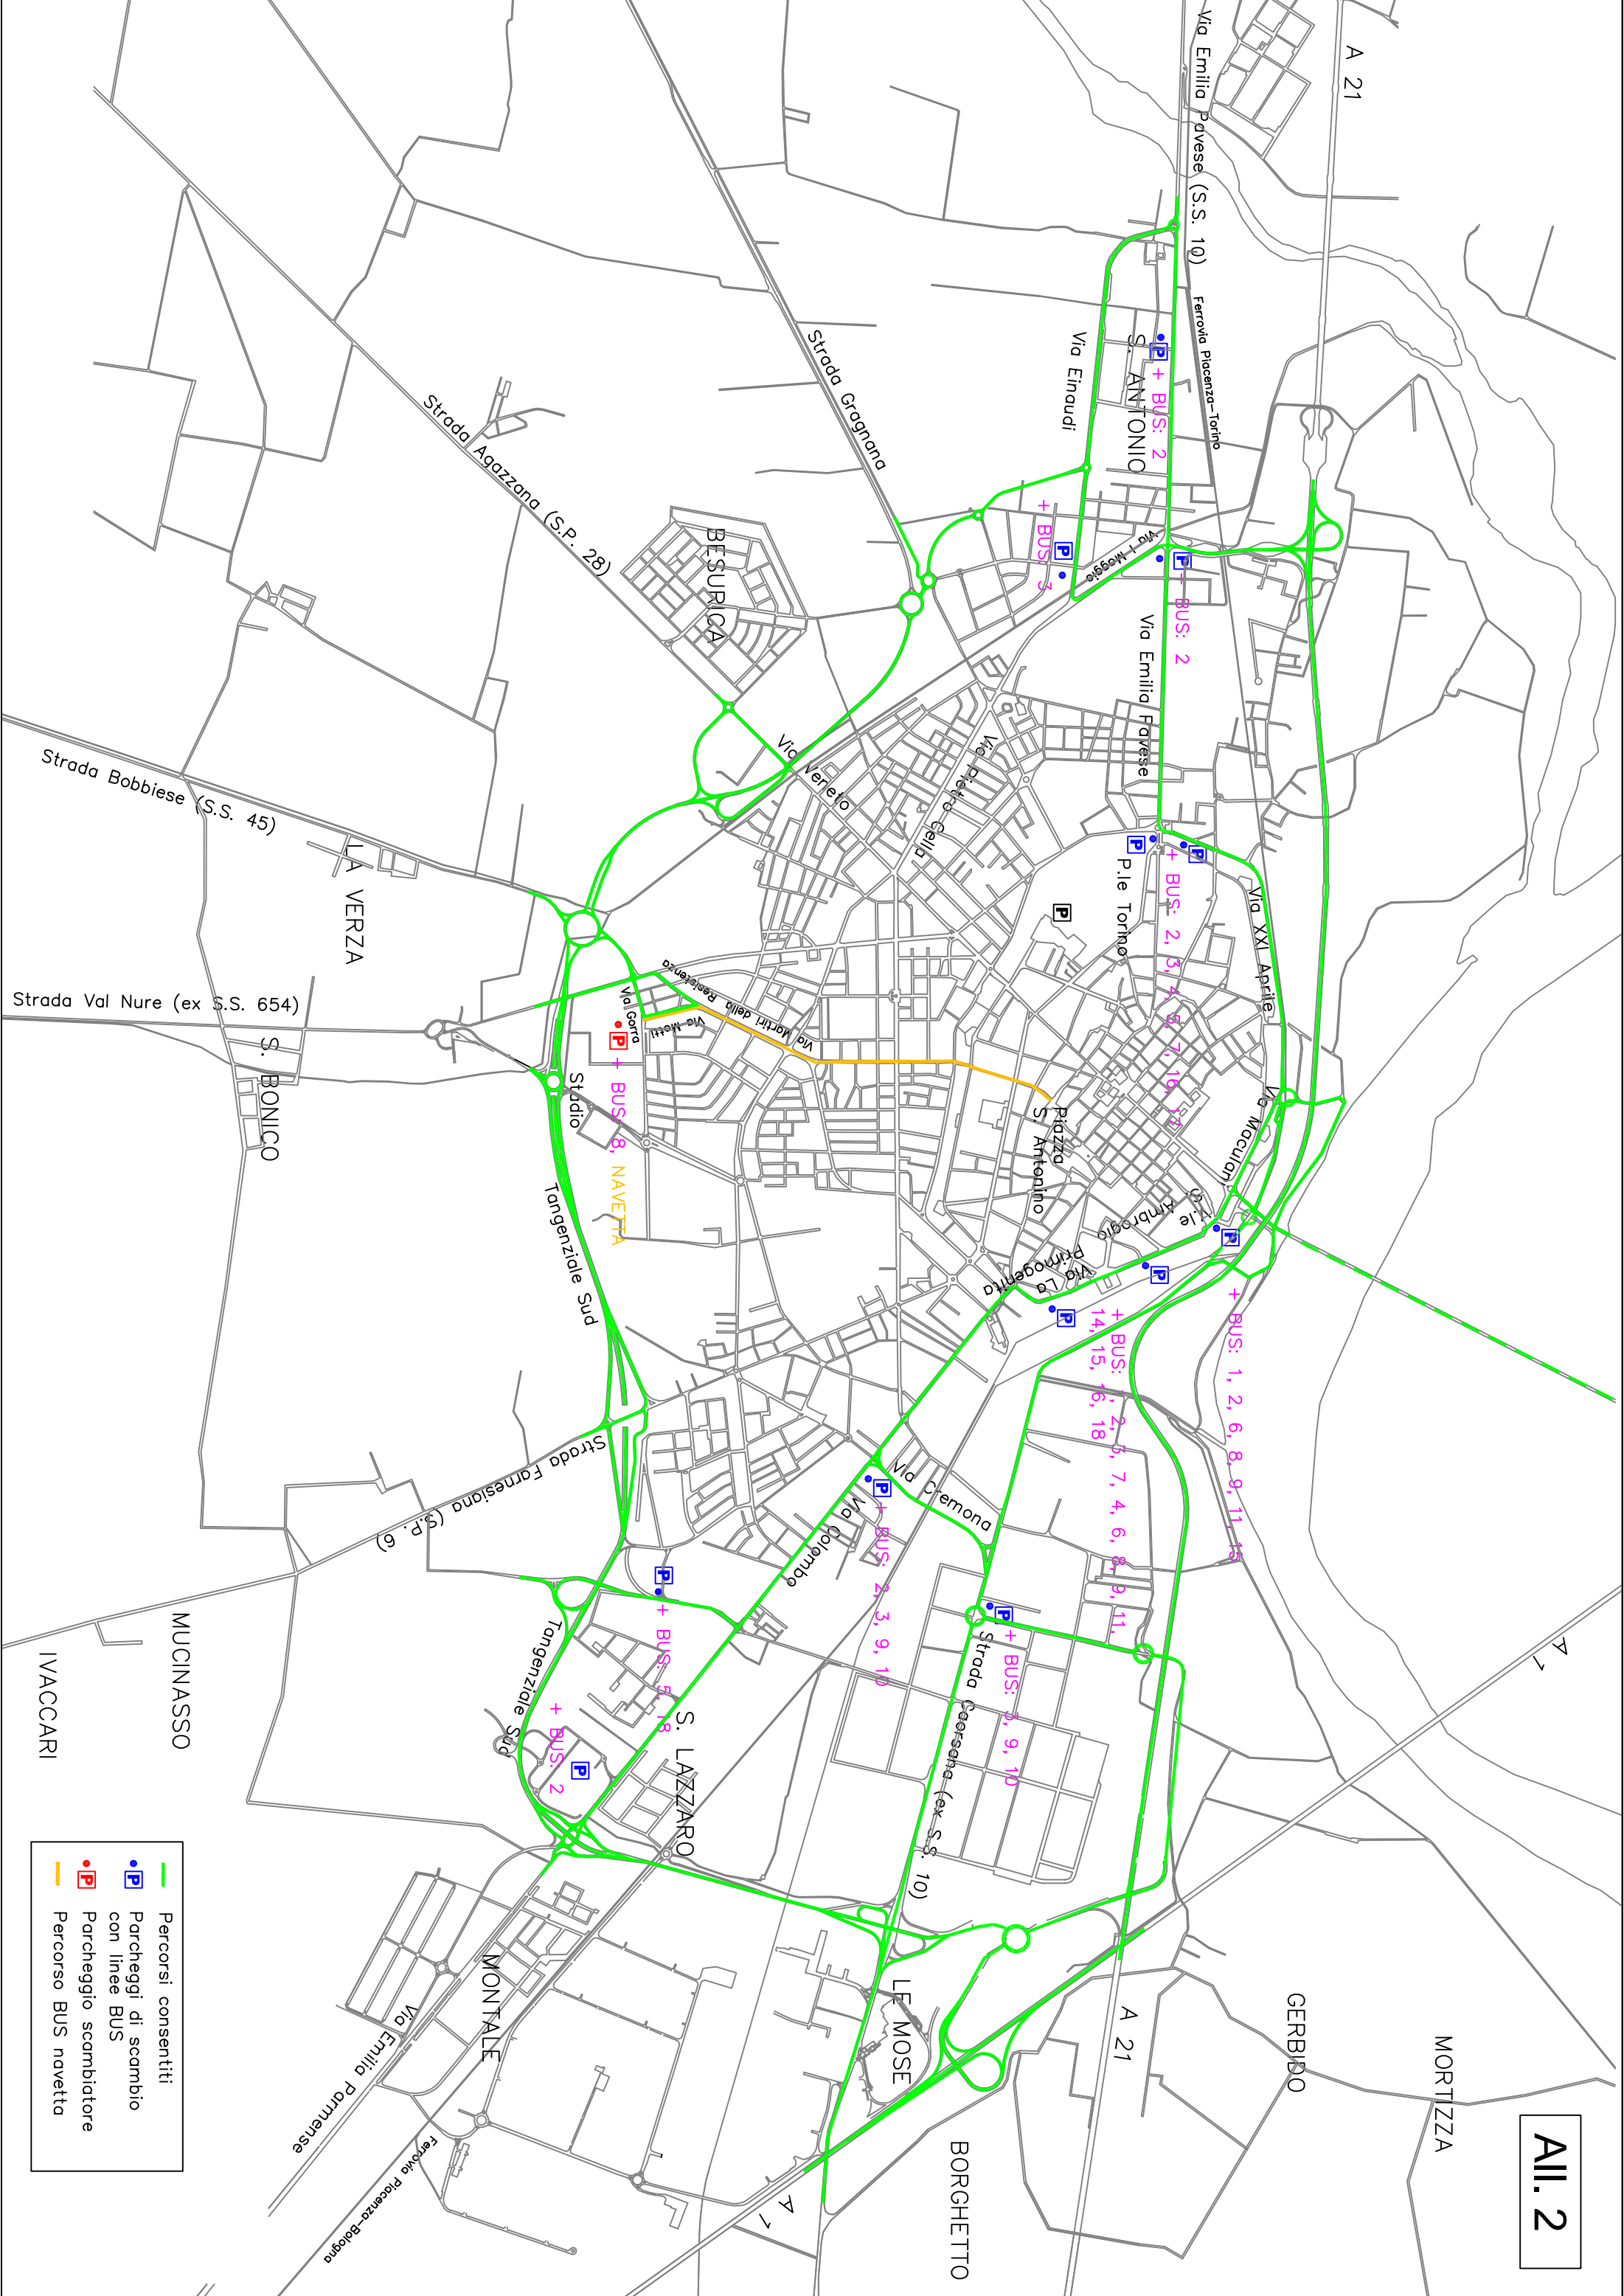 All. 2
A 21
Via Emilia Pavese (S.S. 10)
Ferrovia Piacenza-Torino
S. ANTONIO
P
+ BUS: 2
Via Einaudi
Strada Gragnana
Strada Agazzana (S.P. 28)
BESURICA
P
+ BUS: 3
Via I Maggio
P
+ BUS: 2
Via Emilia Pavese
Via Veneto
Via Pietro Cella
Strada Bobbiese (S.S. 45)
LA VERZA
Strada Val Nure (ex S.S. 654)
S. BONICO
P
P
+ BUS: 2, 3, 4, 5, 7, 16, 17
P.le Torino
P
Via XXI Aprile
Via Maculani
Via Martiri della Resistenza
Via Gorra
Via Motti
P
+ BUS: 8, NAVETTA
Stadio
Tangenziale Sud
Piazza
S. Antonino
V.le
S. Ambrogio
Via La
Primogenita
P
P
P
+ BUS: 1, 2, 6, 8, 9, 11, 15
+ BUS: 1, 2, 3, 7, 4, 6, 8, 9, 11,
14, 15, 16, 18
Strada Farnesiana (S.P. 6)
Via Cremona
P
+ BUS: 2, 3, 9, 10
Via Colombo
P
+ BUS: 5, 18
P
+ BUS: 3, 9, 10
Strada Caorsana (ex S.S. 10)
Tangenziale Sud
P
+ BUS: 2
S. LAZZARO
MUCINASSO
IVACCARI
A 1
MONTALE
LE MOSE
A 21
GERBIDO
MORTIZZA
BORGHETTO
A 1
Via Emilia Parmense
Ferrovia Piacenza-Bologna
Percorsi consentiti
P Parcheggi di scambio
con linee BUS
P Parcheggio scambiatore
Percorso BUS navetta